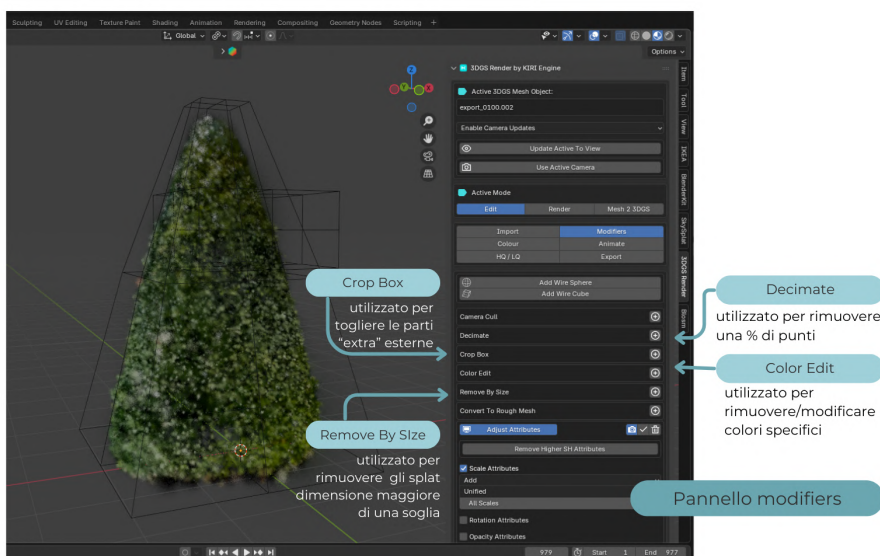 Sculpting UV Editing Texture Paint Shading Animation Rendering Compositing Geometry Nodes Scripting +
Global
Options
Z
Y
X
3DGS Render by KIRI Engine
Active 3DGS Mesh Object:
export_0100.002
Enable Camera Updates
Update Active To View
Use Active Camera
Active Mode
Edit Render Mesh 2 3DGS
Import Modifiers
Colour Animate
HQ / LQ Export
Add Wire Sphere
Add Wire Cube
Camera Cull
Decimate
Crop Box
Color Edit
Remove By Size
Convert To Rough Mesh
Adjust Attributes
Remove Higher SH Attributes
Scale Attributes
Add
Unified
All Scales
Rotation Attributes
Opacity Attributes
Item
Tool
View
IKEA
BlenderKit
SkySplat
3DGS Render
Blosm
Crop Box
utilizzato per
togliere le parti
“extra” esterne
Remove By SIze
utilizzato per
rimuovere gli splat
dimensione maggiore
di una soglia
Decimate
utilizzato per rimuovere
una % di punti
Color Edit
utilizzato per
rimuovere/modificare
colori specifici
Pannello modifiers
979 Start 1 End 977